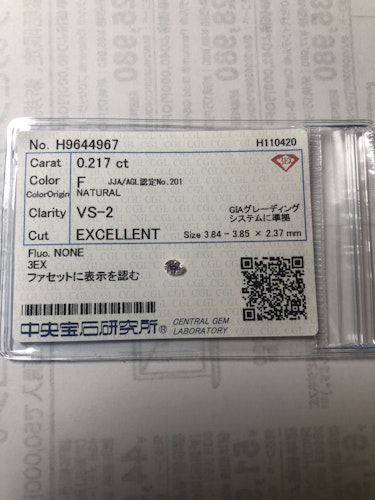 No. H9644967 H110420
Carat 0.217 ct
Color F JJA/AGL認定No.201
ColorOrigin NATURAL
Clarity VS-2 GIAグレーディング
システムに準拠
Cut EXCELLENT Size 3.84 - 3.85 × 2.37 mm
Fluo. NONE
3EX
ファセットに表示を認む
中央宝石研究所® CENTRAL GEM
LABORATORY